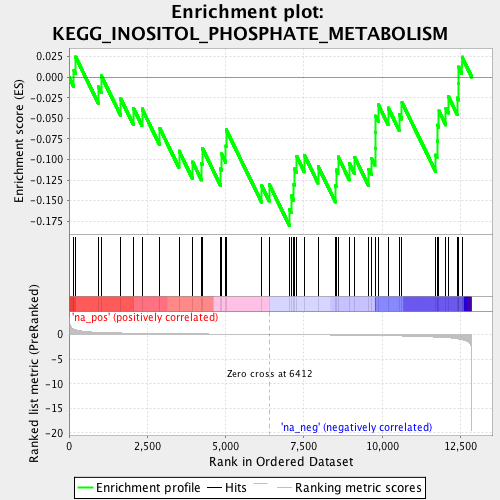 Enrichment plot:
KEGG_INOSITOL_PHOSPHATE_METABOLISM
Enrichment score (ES)
0.025
0.000
-0.025
-0.050
-0.075
-0.100
-0.125
-0.150
-0.175
'na_pos' (positively correlated)
Ranked list metric (PreRanked)
0
-5
-10
-15
-20
Zero cross at 6412
'na_neg' (negatively correlated)
0
2,500
5,000
7,500
10,000
12,500
Rank in Ordered Dataset
Enrichment profile
Hits
Ranking metric scores